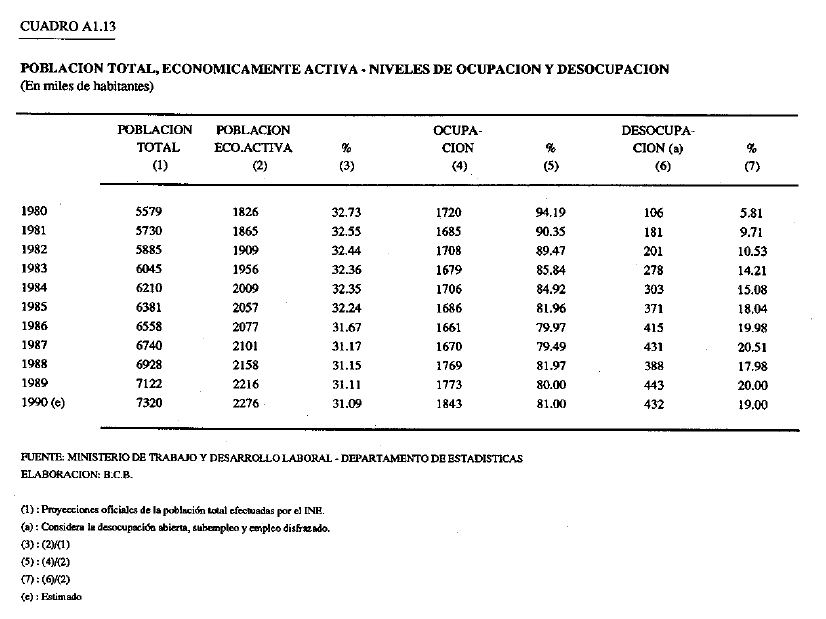 CUADRO A1.13
POBLACION TOTAL, ECONOMICAMENTE ACTIVA - NIVELES DE OCUPACION Y DESOCUPACION
(En miles de habitantes)
POBLACION POBLACION OCUPA- DESOCUPA-
TOTAL ECO.ACTIVA % CION % CION (a) %
(1) (2) (3) (4) (5) (6) (7)
1980 5579 1826 32.73 1720 94.19 106 5.81
1981 5730 1865 32.55 1685 90.35 181 9.71
1982 5885 1909 32.44 1708 89.47 201 10.53
1983 6045 1956 32.36 1679 85.84 278 14.21
1984 6210 2009 32.35 1706 84.92 303 15.08
1985 6381 2057 32.24 1686 81.96 371 18.04
1986 6558 2077 31.67 1661 79.97 415 19.98
1987 6740 2101 31.17 1670 79.49 431 20.51
1988 6928 2158 31.15 1769 81.97 388 17.98
1989 7122 2216 31.11 1773 80.00 443 20.00
1990 (e) 7320 2276 31.09 1843 81.00 432 19.00
FUENTE: MINISTERIO DE TRABAJO Y DESARROLLO LABORAL - DEPARTAMENTO DE ESTADISTICAS
ELABORACION: B.C.B.
(1) : Proyecciones oficiales de la población total efectuadas por el INE.
(a) : Considera la desocupación abierta, subempleo y empleo disfrazado.
(3) : (2)/(1)
(5) : (4)/(2)
(7) : (6)/(2)
(e) : Estimado